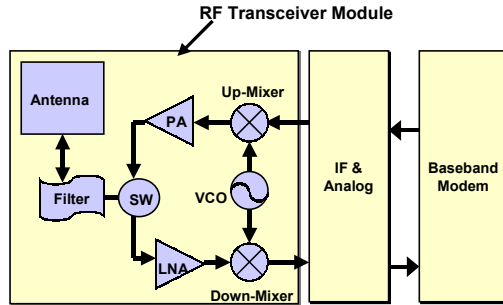 RF Transceiver Module
Antenna
PA
Up-Mixer
Filter
SW
VCO
LNA
Down-Mixer
IF &
Analog
Baseband
Modem